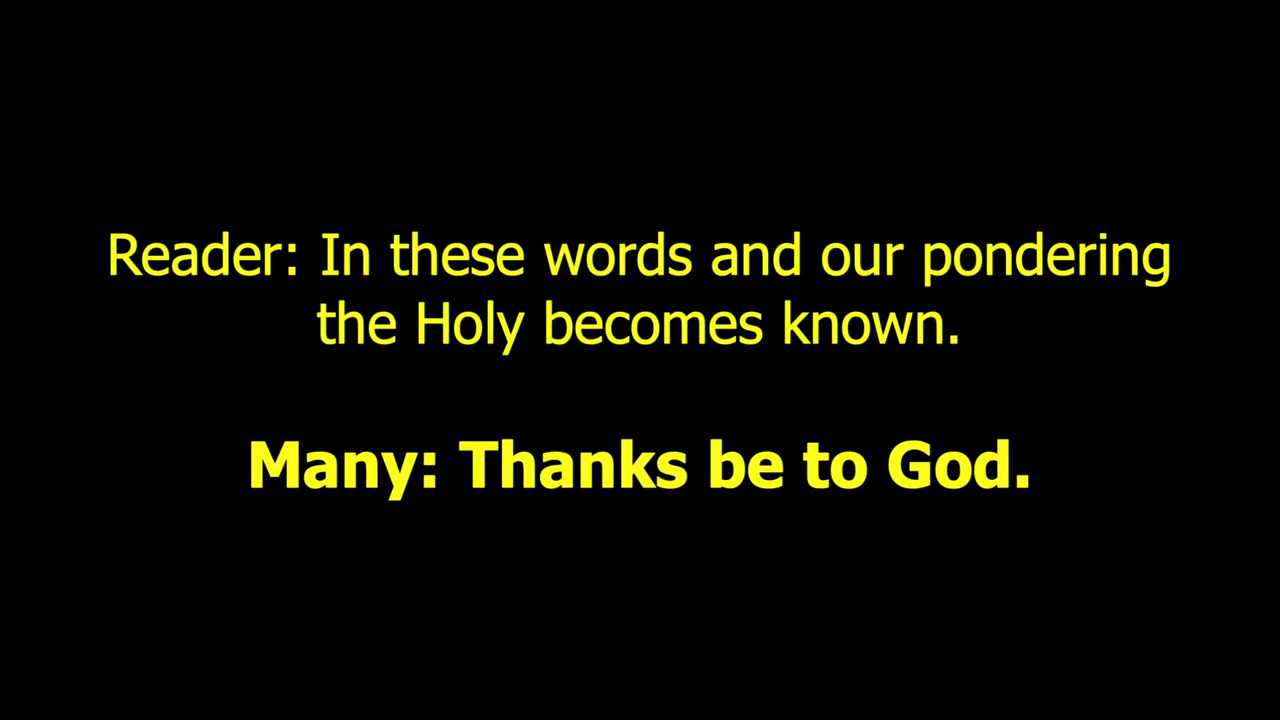 Reader: In these words and our pondering
the Holy becomes known.
Many: Thanks be to God.